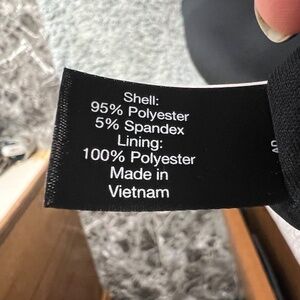 Shell:
95% Polyester
5% Spandex
Lining:
100% Polyester
Made in
Vietnam